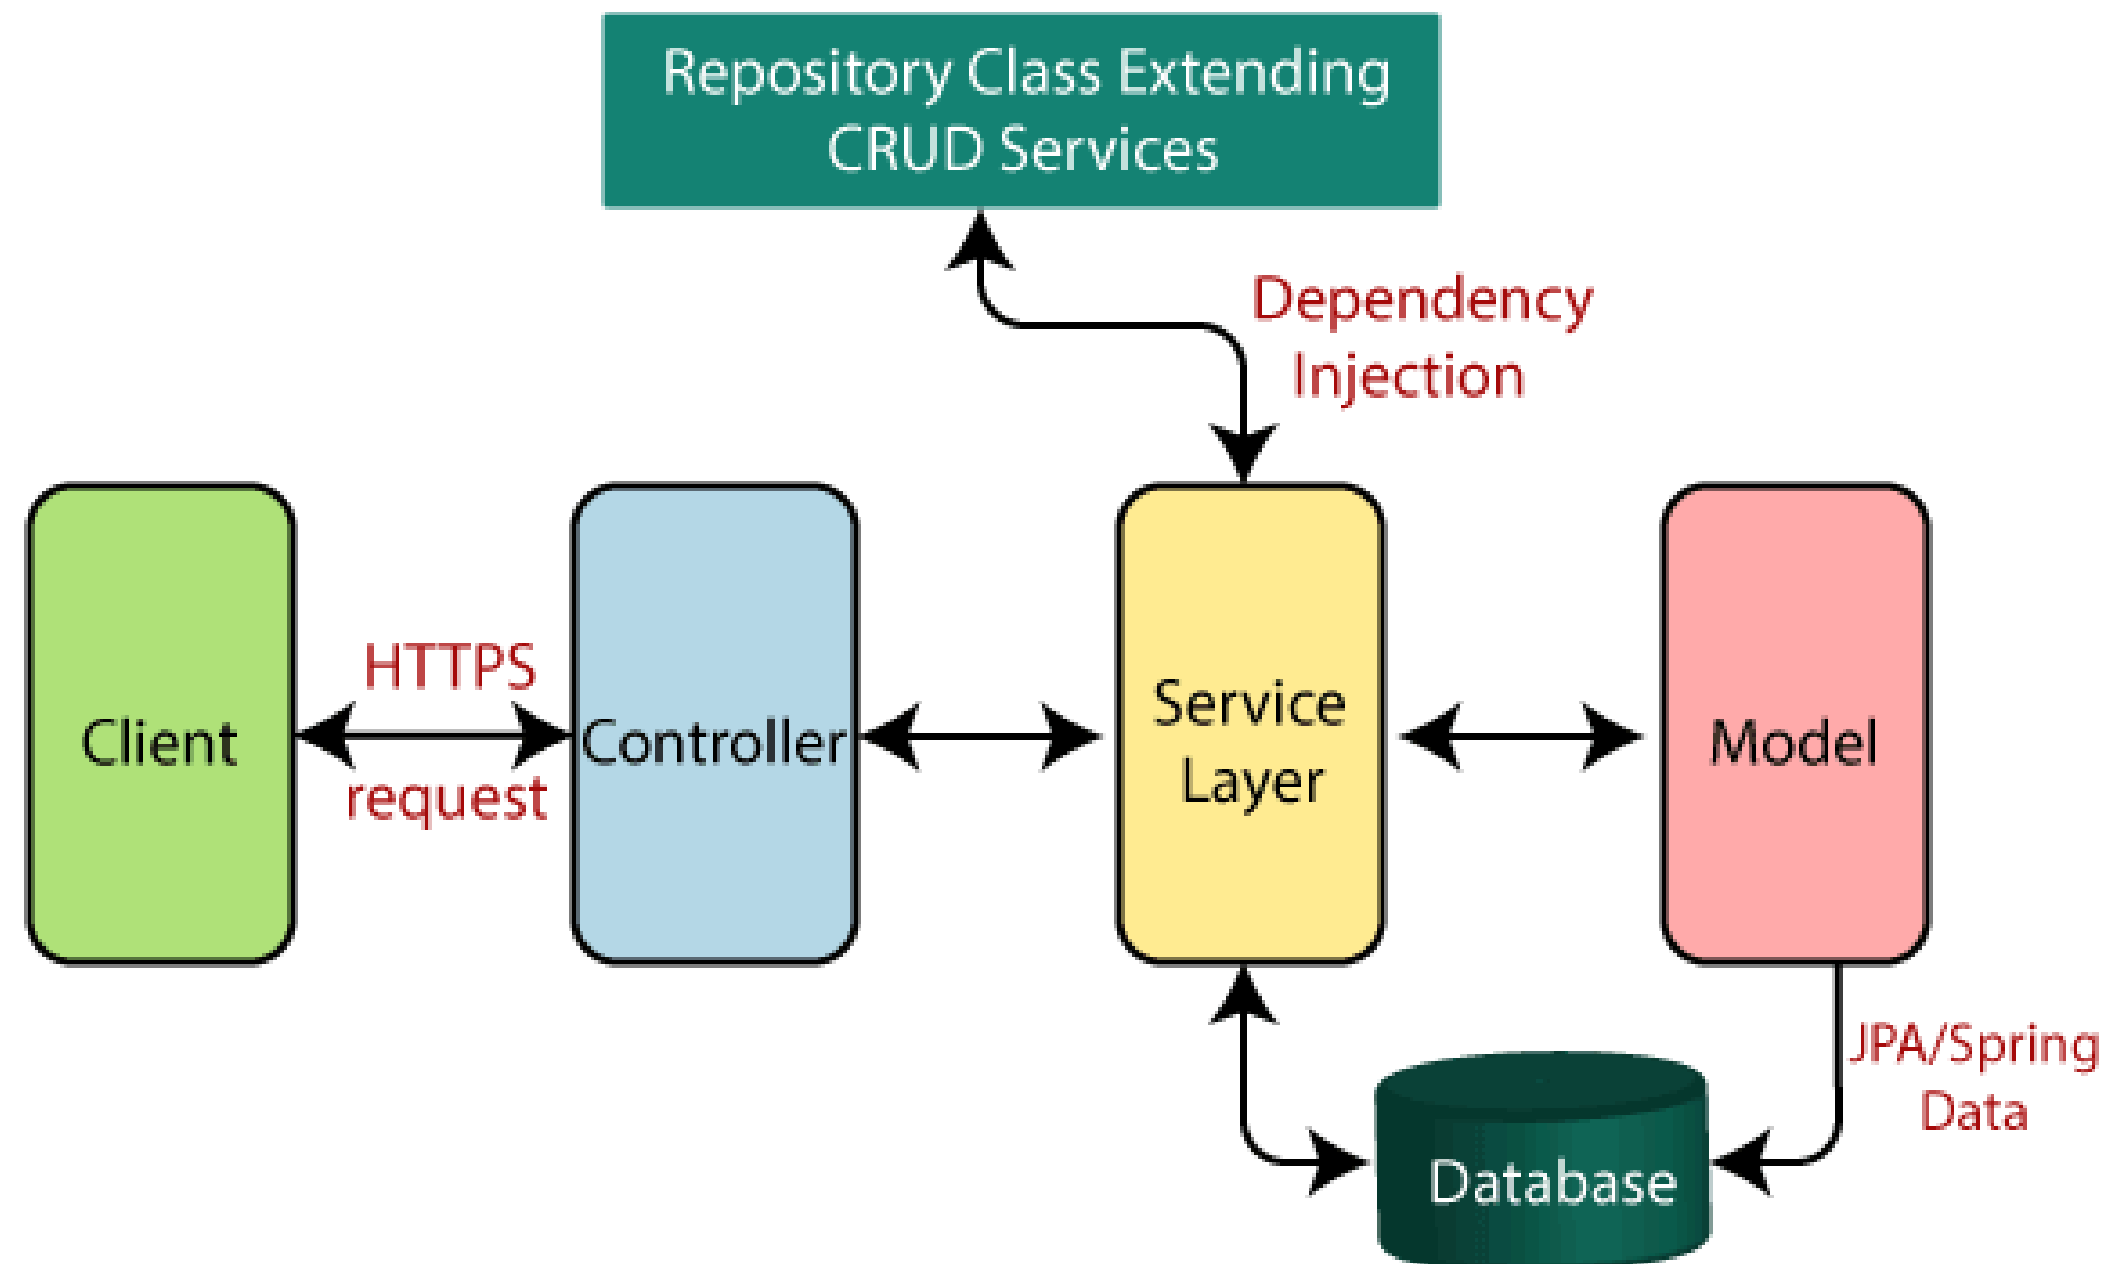 Repository Class Extending
CRUD Services
Dependency
Injection
Client
HTTPS
request
Controller
Service
Layer
Model
JPA/Spring
Data
Database